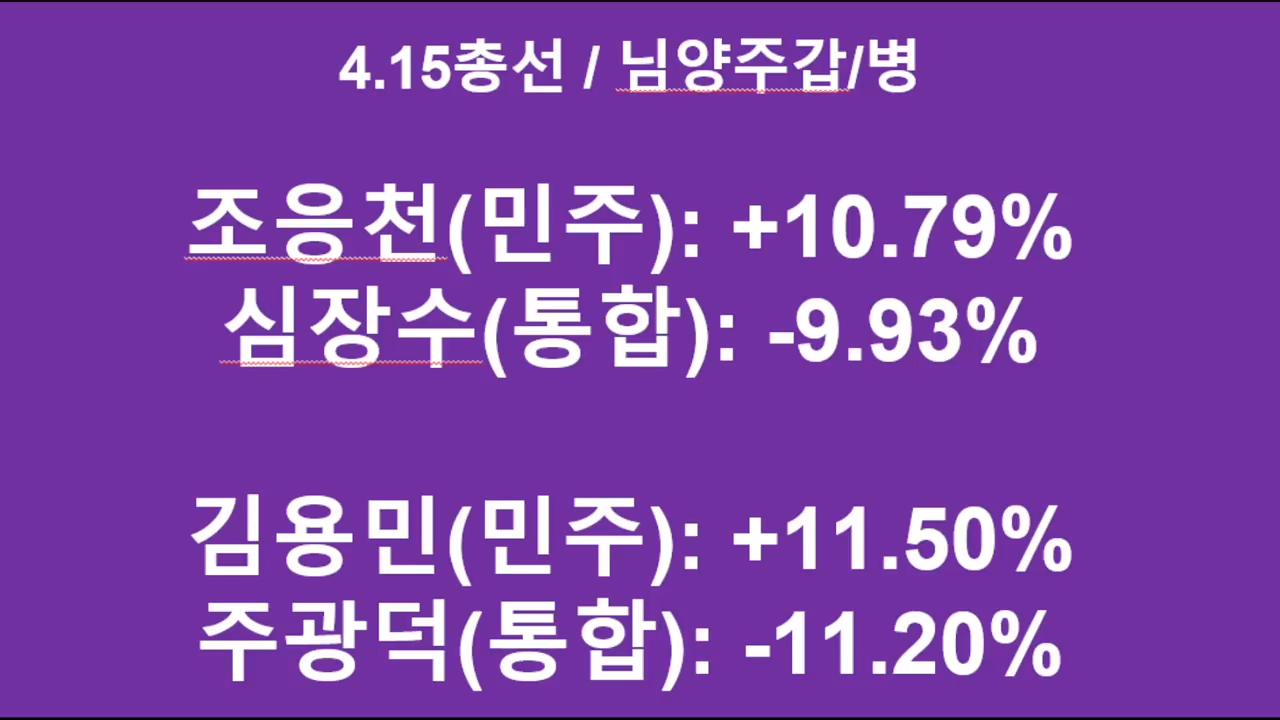 4.15총선 / 님양주갑/병
조응천(민주): +10.79%
심장수(통합): -9.93%
김용민(민주): +11.50%
주광덕(통합): -11.20%